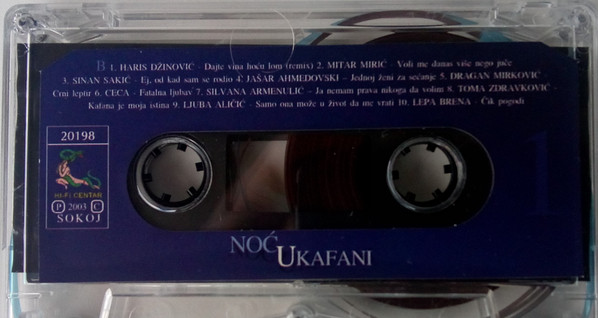 B 1. HARIS DŽINOVIĆ - Dajte vina hoću lom (remix) 2. MITAR MIRIĆ - Voli me danas više nego juče
3. SINAN SAKIĆ - Ej, od kad sam se rodio 4. JAŠAR AHMEDOVSKI - Jednoj ženi za sećanje 5. DRAGAN MIRKOVIĆ
Crni leptir 6. CECA - Fatalna ljubav 7. SILVANA ARMENULIĆ - Ja nemam prava nikoga da volim 8. TOMA ZDRAVKOVIĆ -
Kafana je moja istina 9. LJUBA ALIČIĆ - Samo ona može u život da me vrati 10. LEPA BRENA - Čik pogodi
20198
HI-FI CENTAR
P 2003 C
SOKOJ
NOĆ
UKAFANI
1